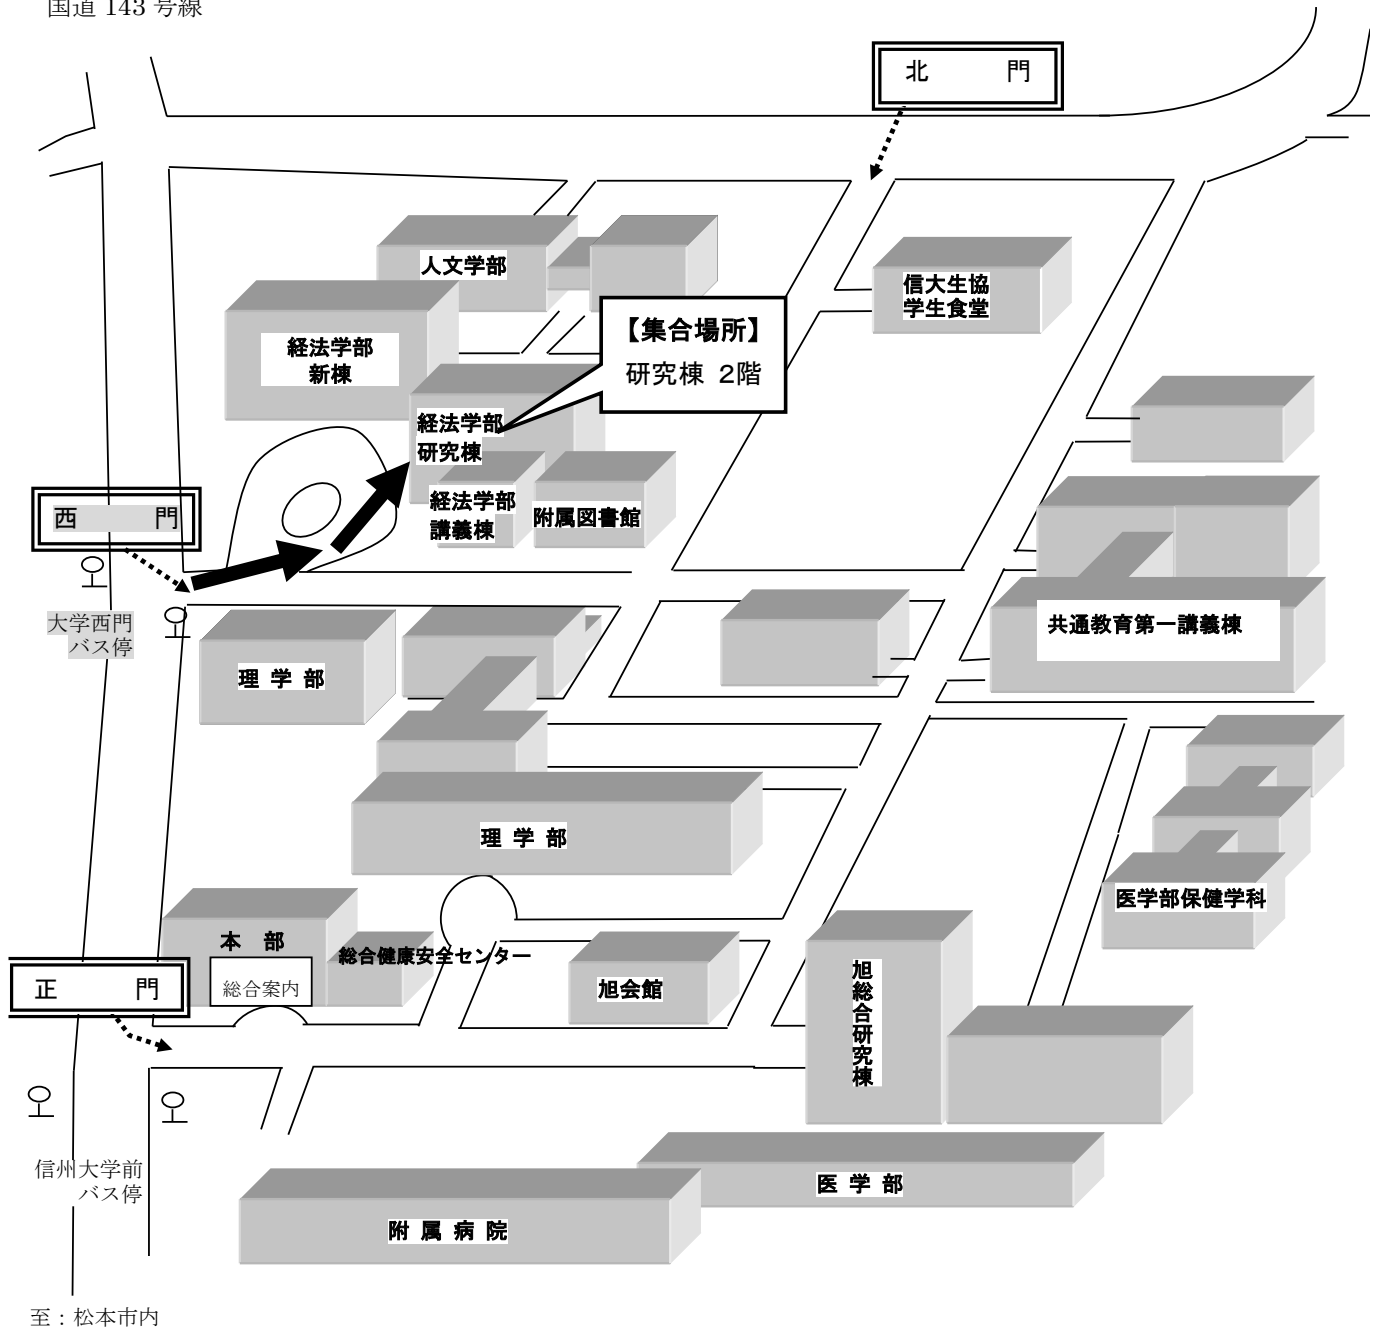 国道 143 号線
北 門
人文学部
信大生協
学生食堂
【集合場所】
研究棟 2階
経法学部
新棟
経法学部
研究棟
経法学部
講義棟
附属図書館
西 門
大学西門
バス停
共通教育第一講義棟
理 学 部
理 学 部
医学部保健学科
本 部
総合健康安全センター
総合案内
正 門
旭会館
旭総合研究棟
信州大学前
バス停
医 学 部
附 属 病 院
至：松本市内